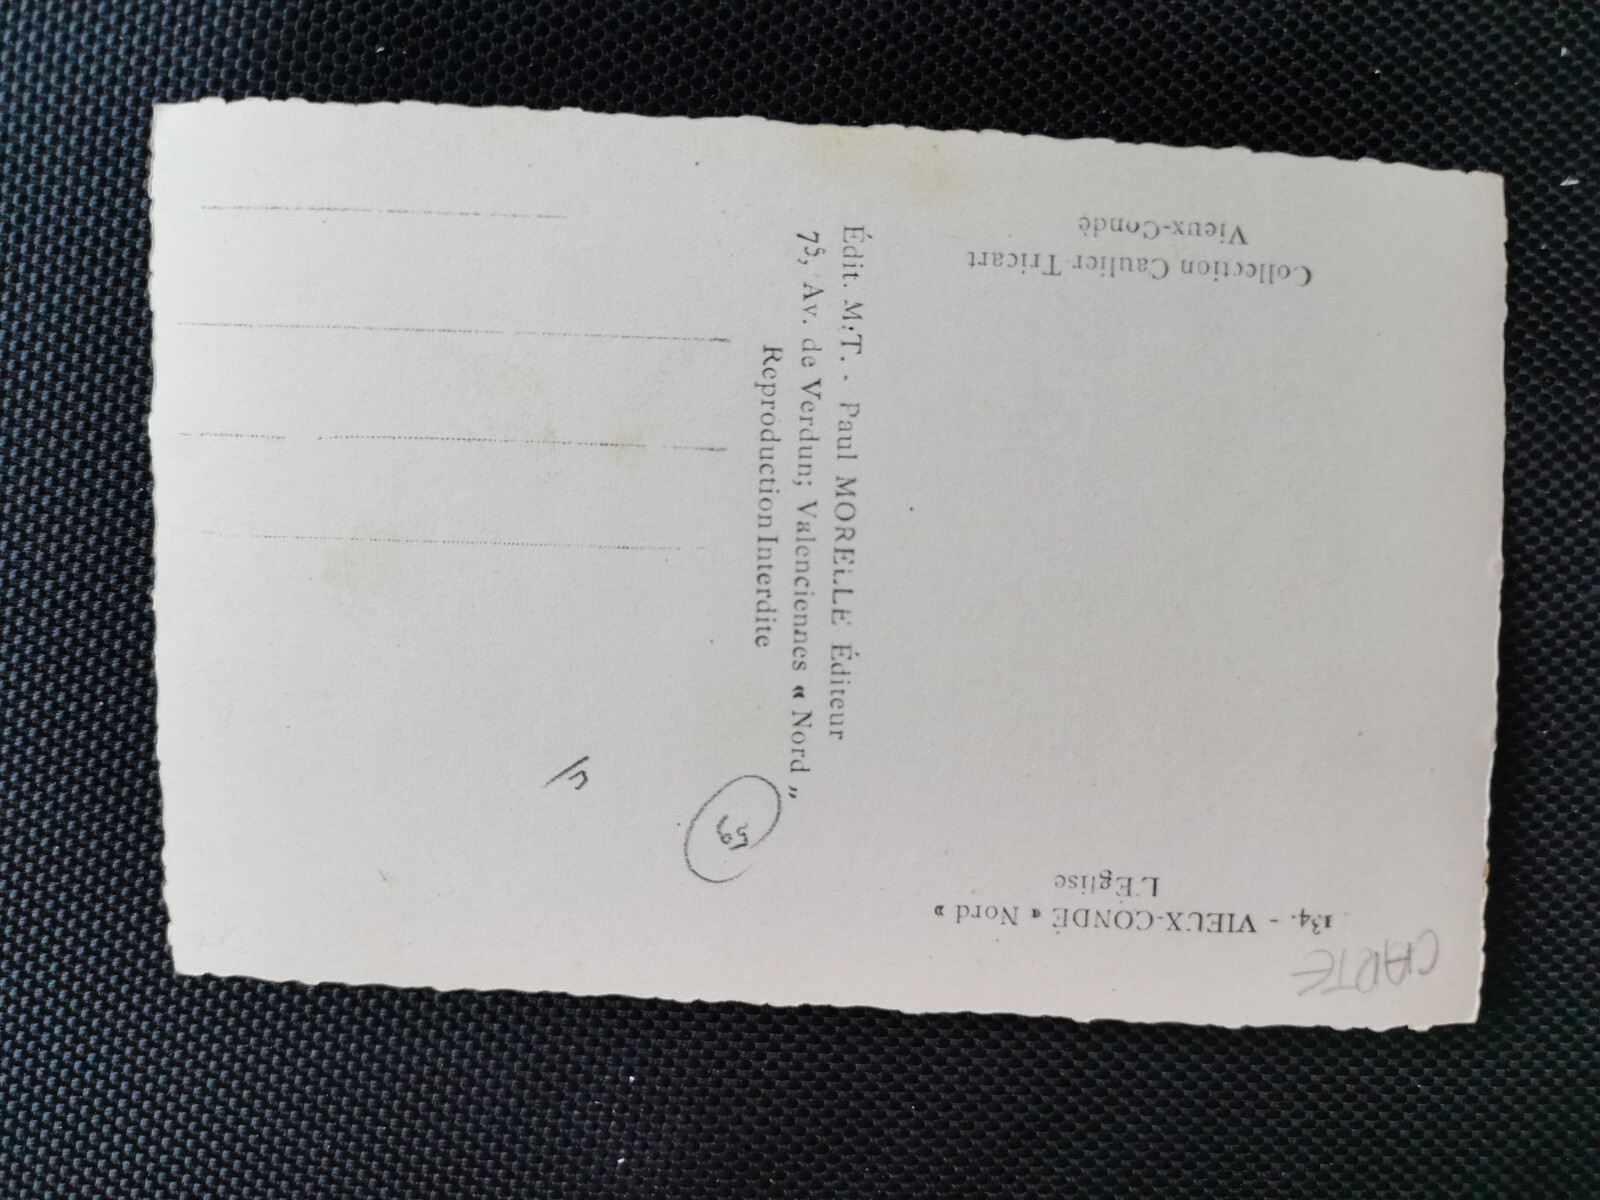 CARTE
134. - VIEUX-CONDÉ « Nord »
L'Église
Collection Caulier-Tricart
Vieux-Condè
Édit. M.T. - Paul MORELLE Éditeur
75, Av. de Verdun; Valenciennes « Nord „
Reproduction Interdite